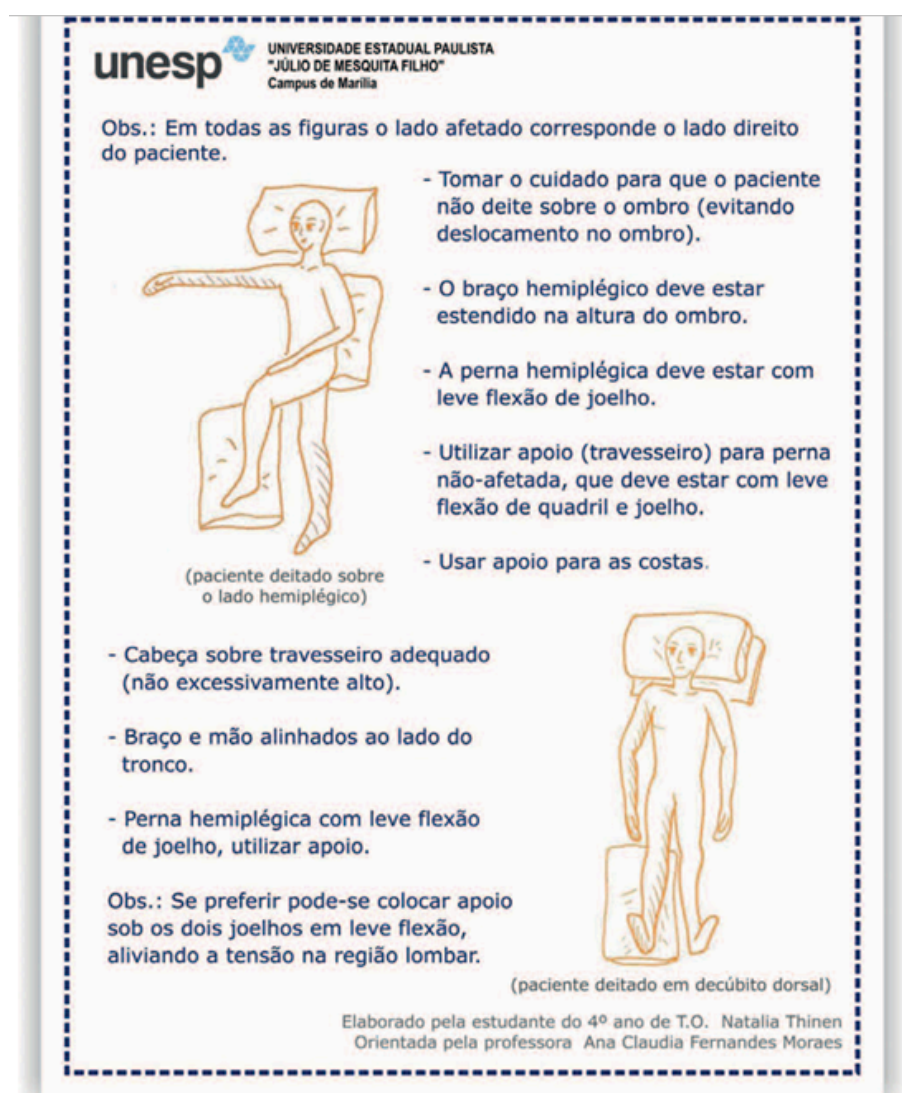 unesp
UNIVERSIDADE ESTADUAL PAULISTA
"JÚLIO DE MESQUITA FILHO"
Campus de Marília
Obs.: Em todas as figuras o lado afetado corresponde o lado direito
do paciente.
- Tomar o cuidado para que o paciente
não deite sobre o ombro (evitando
deslocamento no ombro).
- O braço hemiplégico deve estar
estendido na altura do ombro.
- A perna hemiplégica deve estar com
leve flexão de joelho.
- Utilizar apoio (travesseiro) para perna
não-afetada, que deve estar com leve
flexão de quadril e joelho.
- Usar apoio para as costas.
(paciente deitado sobre
o lado hemiplégico)
- Cabeça sobre travesseiro adequado
(não excessivamente alto).
- Braço e mão alinhados ao lado do
tronco.
- Perna hemiplégica com leve flexão
de joelho, utilizar apoio.
Obs.: Se preferir pode-se colocar apoio
sob os dois joelhos em leve flexão,
aliviando a tensão na região lombar.
(paciente deitado em decúbito dorsal)
Elaborado pela estudante do 4º ano de T.O. Natalia Thinen
Orientada pela professora Ana Claudia Fernandes Moraes